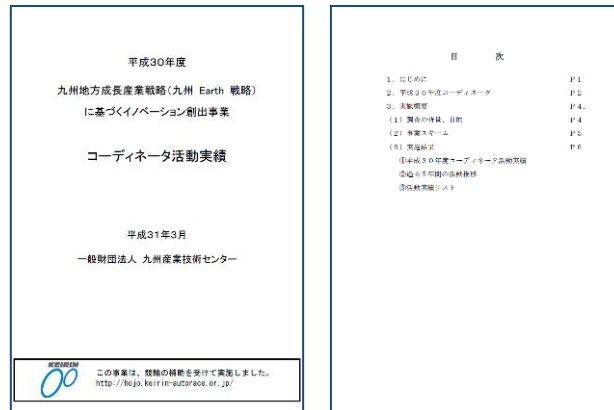 平成30年度
九州地方成長産業戦略(九州 Earth 戦略)
に基づくイノベーション創出事業
コーディネータ活動実績
平成31年3月
一般財団法人 九州産業技術センター
KEIRIN
この事業は、競輪の補助を受けて実施しました。
http://hojo.keirin-autorace.or.jp/
目 次
1．はじめに P 1
2．平成３０年度コーディネータ P 2
3．実施概要 P 4.
(1) 調査の背景、目的 P 4
(2) 事業スキーム P 5
(3) 実施結果 P 6
①平成３０年度コーディネータ活動実績
②過去５年間の活動推移
③活動実績リスト